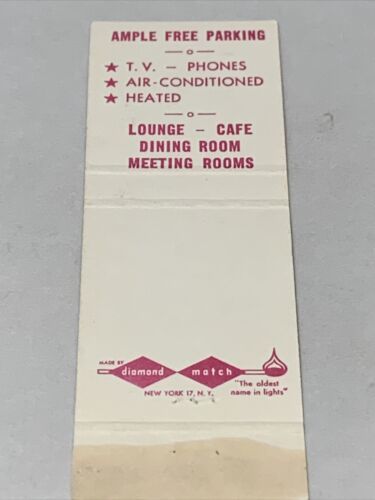 AMPLE FREE PARKING
★ T. V. – PHONES
★ AIR-CONDITIONED
★ HEATED
LOUNGE – CAFE
DINING ROOM
MEETING ROOMS
MADE BY
diamond match
"The oldest
name in lights"
NEW YORK 17, N. Y.